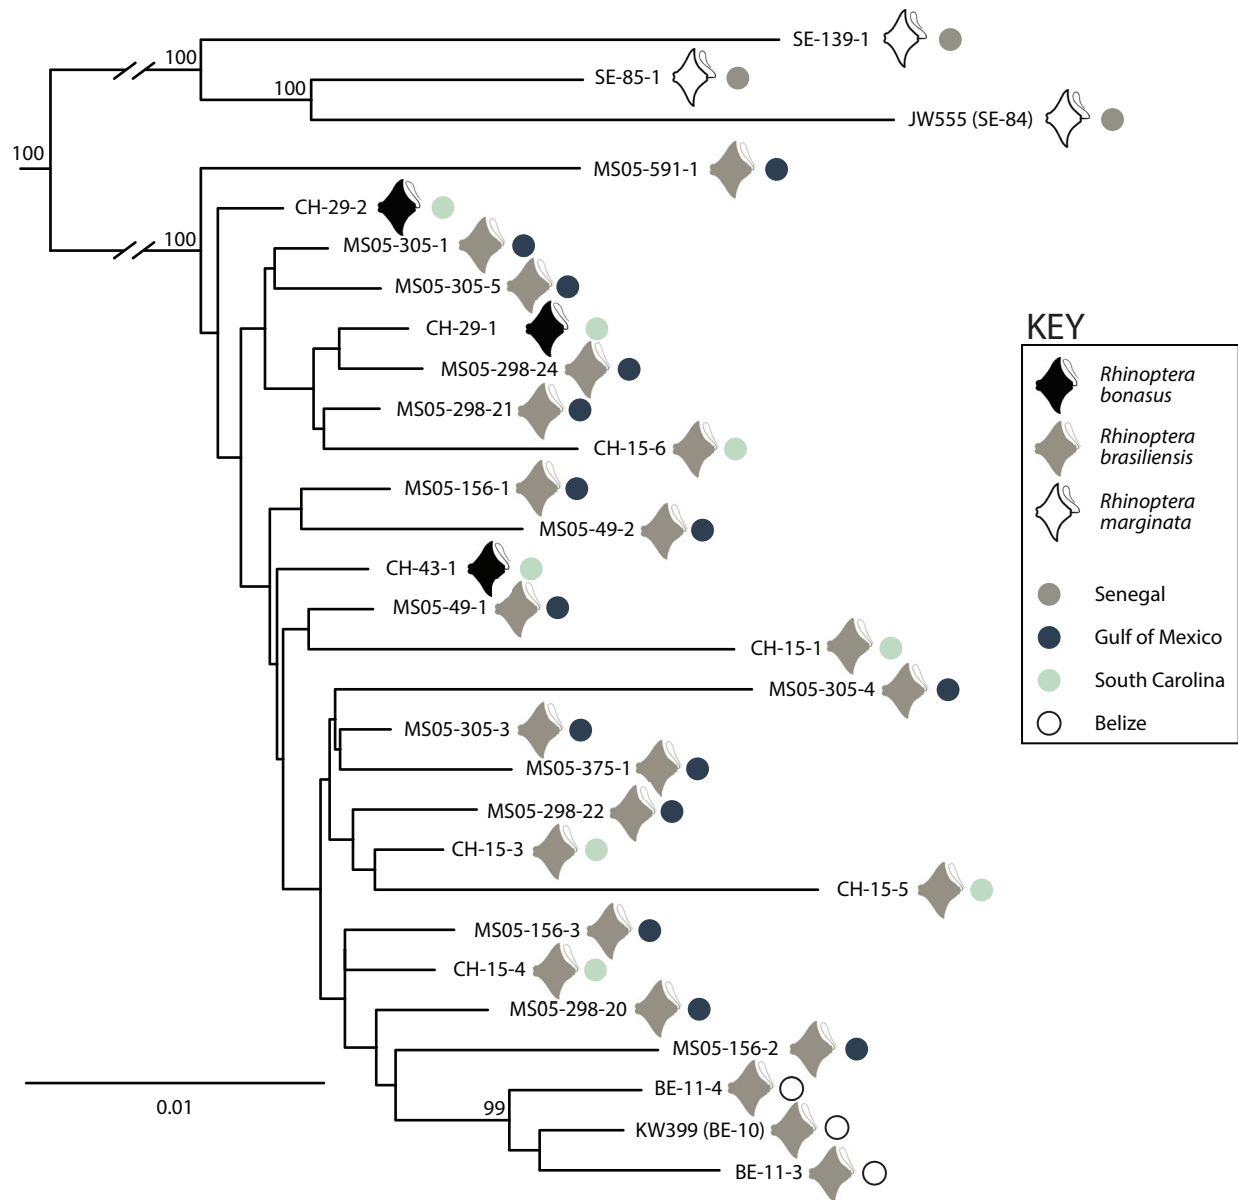 SE-139-1
100
SE-85-1
100
JW555 (SE-84)
100
MS05-591-1
CH-29-2
100
MS05-305-1
MS05-305-5
CH-29-1
MS05-298-24
MS05-298-21
CH-15-6
MS05-156-1
MS05-49-2
CH-43-1
MS05-49-1
CH-15-1
MS05-305-4
MS05-305-3
MS05-375-1
MS05-298-22
CH-15-3
CH-15-5
MS05-156-3
CH-15-4
MS05-298-20
MS05-156-2
BE-11-4
99
KW399 (BE-10)
BE-11-3
0.01
KEY
Rhinoptera
bonasus
Rhinoptera
brasiliensis
Rhinoptera
marginata
Senegal
Gulf of Mexico
South Carolina
Belize